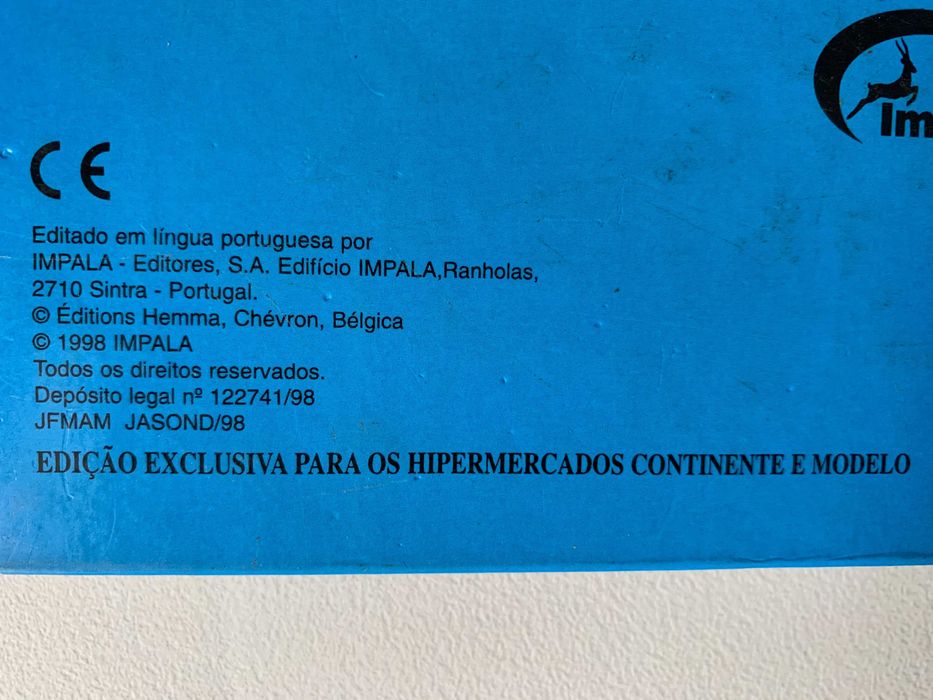 Im
CE
Editado em língua portuguesa por
IMPALA - Editores, S.A. Edifício IMPALA,Ranholas,
2710 Sintra - Portugal.
© Éditions Hemma, Chévron, Bélgica
© 1998 IMPALA
Todos os direitos reservados.
Depósito legal nº 122741/98
JFMAM JASOND/98
EDIÇÃO EXCLUSIVA PARA OS HIPERMERCADOS CONTINENTE E MODELO